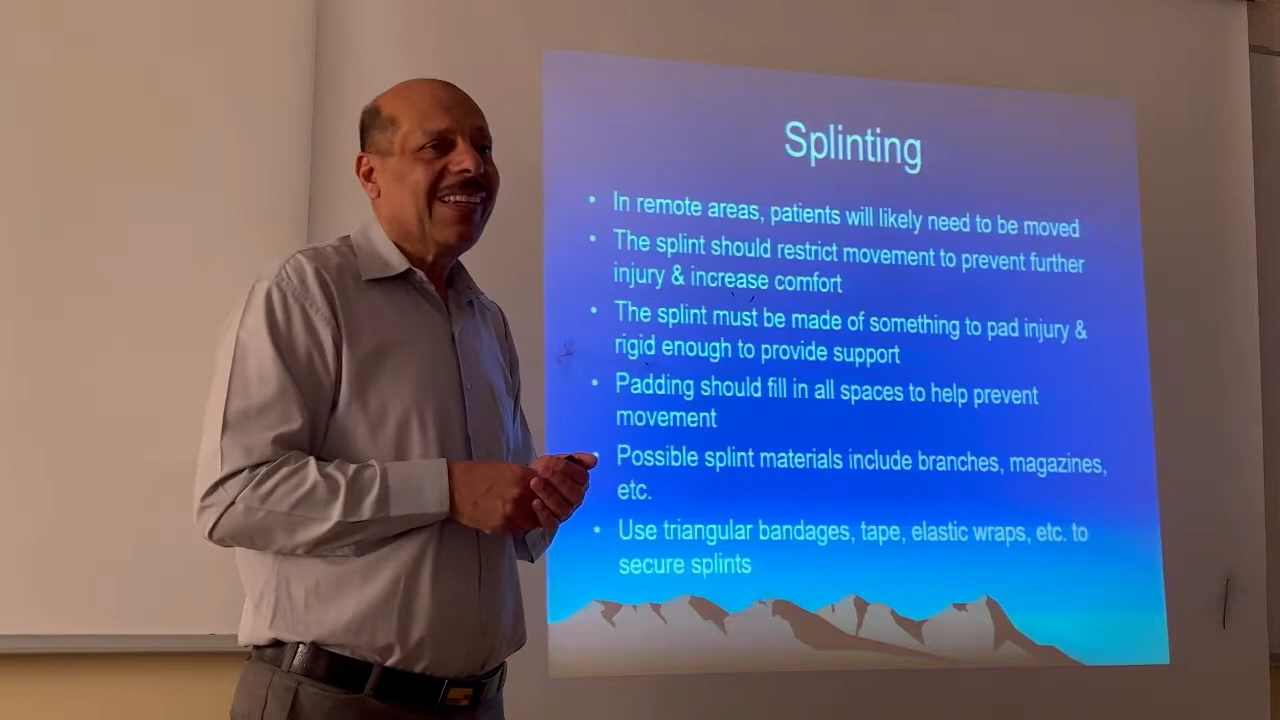 Splinting
• In remote areas, patients will likely need to be moved
• The splint should restrict movement to prevent further
injury & increase comfort
• The splint must be made of something to pad injury &
rigid enough to provide support
• Padding should fill in all spaces to help prevent
movement
• Possible splint materials include branches, magazines,
etc.
• Use triangular bandages, tape, elastic wraps, etc. to
secure splints